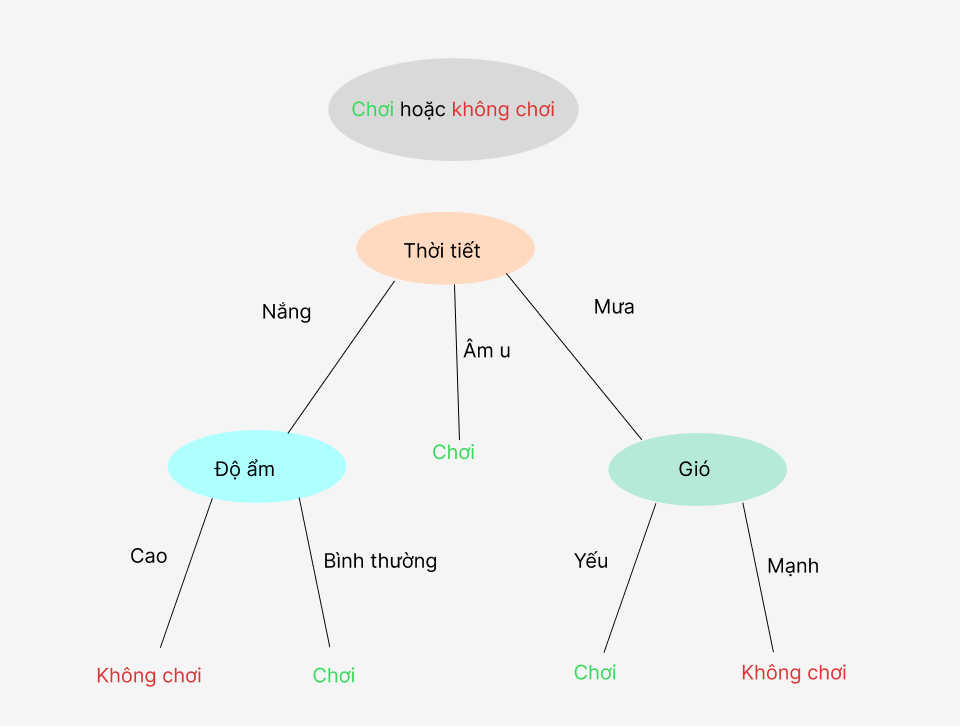 Chơi hoặc không chơi
Thời tiết
Nắng
Âm u
Mưa
Độ ẩm
Chơi
Gió
Cao
Bình thường
Yếu
Mạnh
Không chơi
Chơi
Chơi
Không chơi